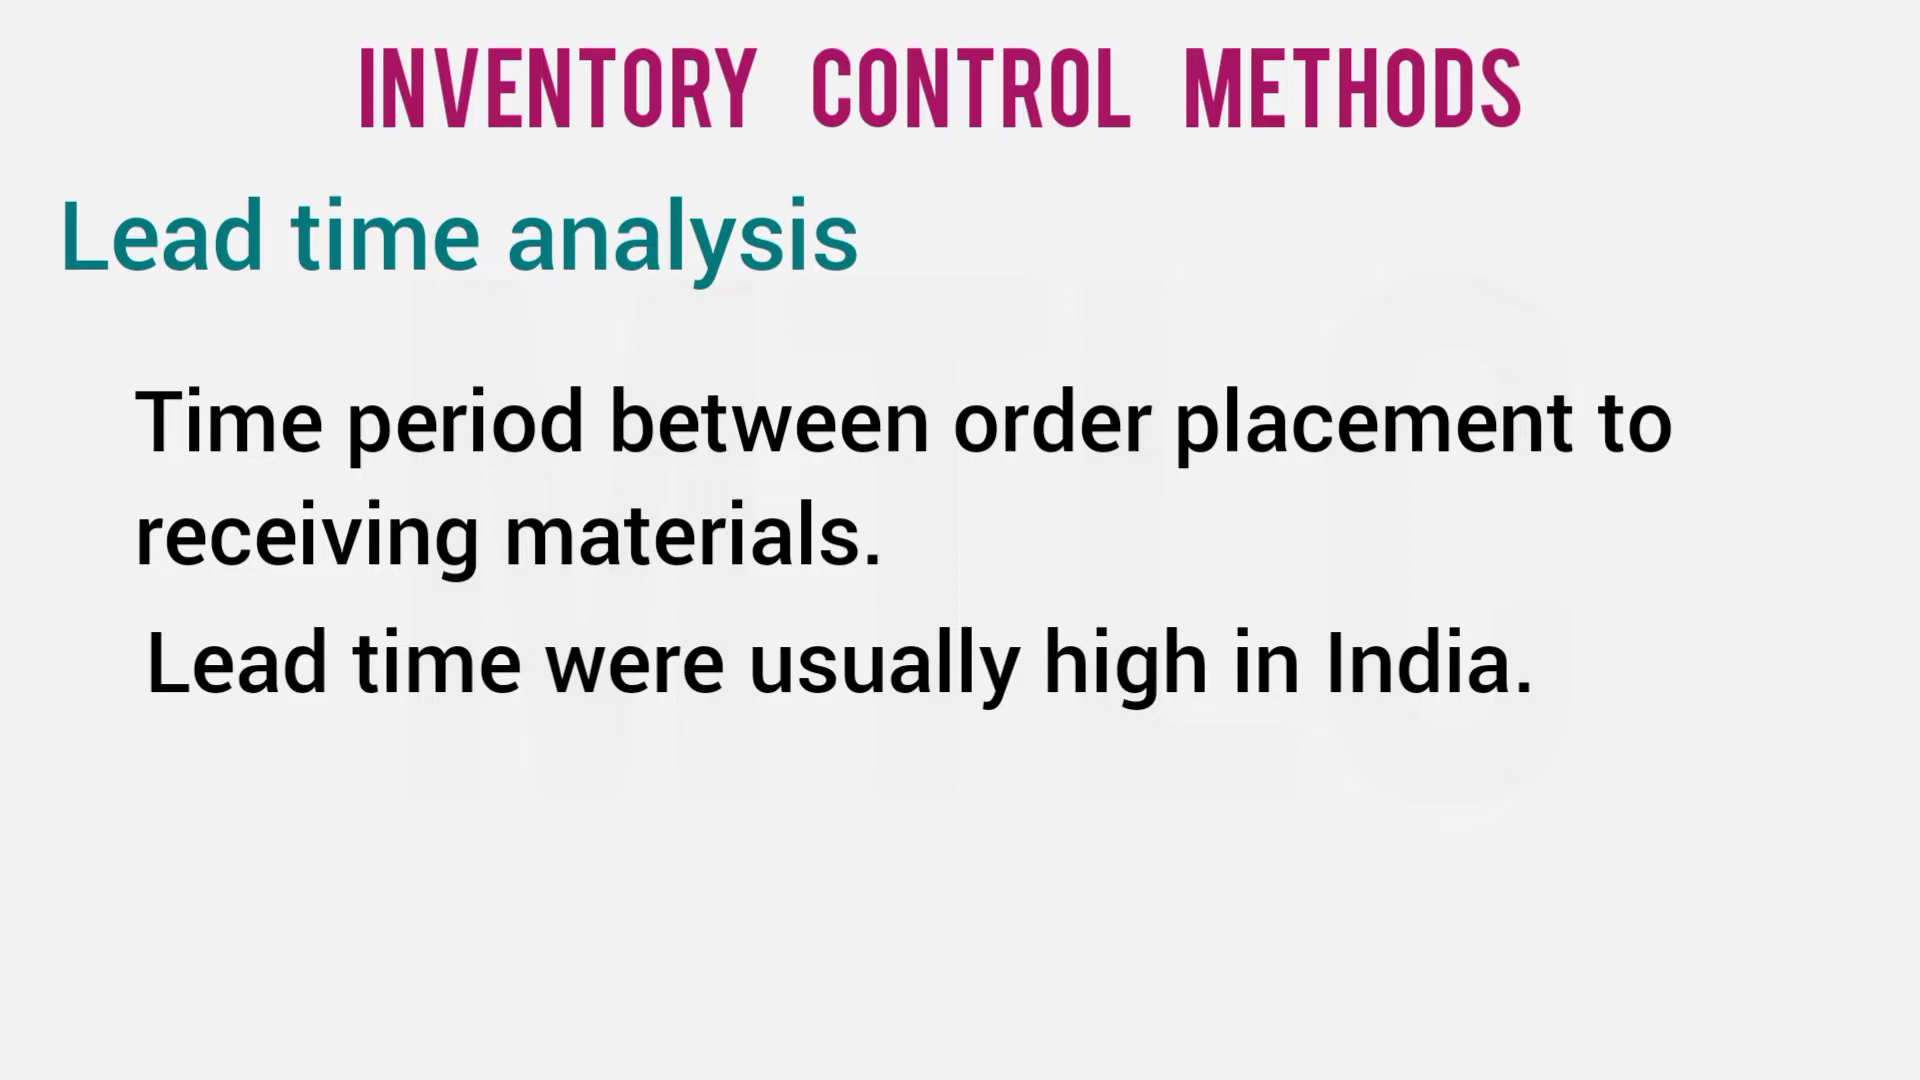 INVENTORY CONTROL METHODS
Lead time analysis
Time period between order placement to
receiving materials.
Lead time were usually high in India.
MTLC